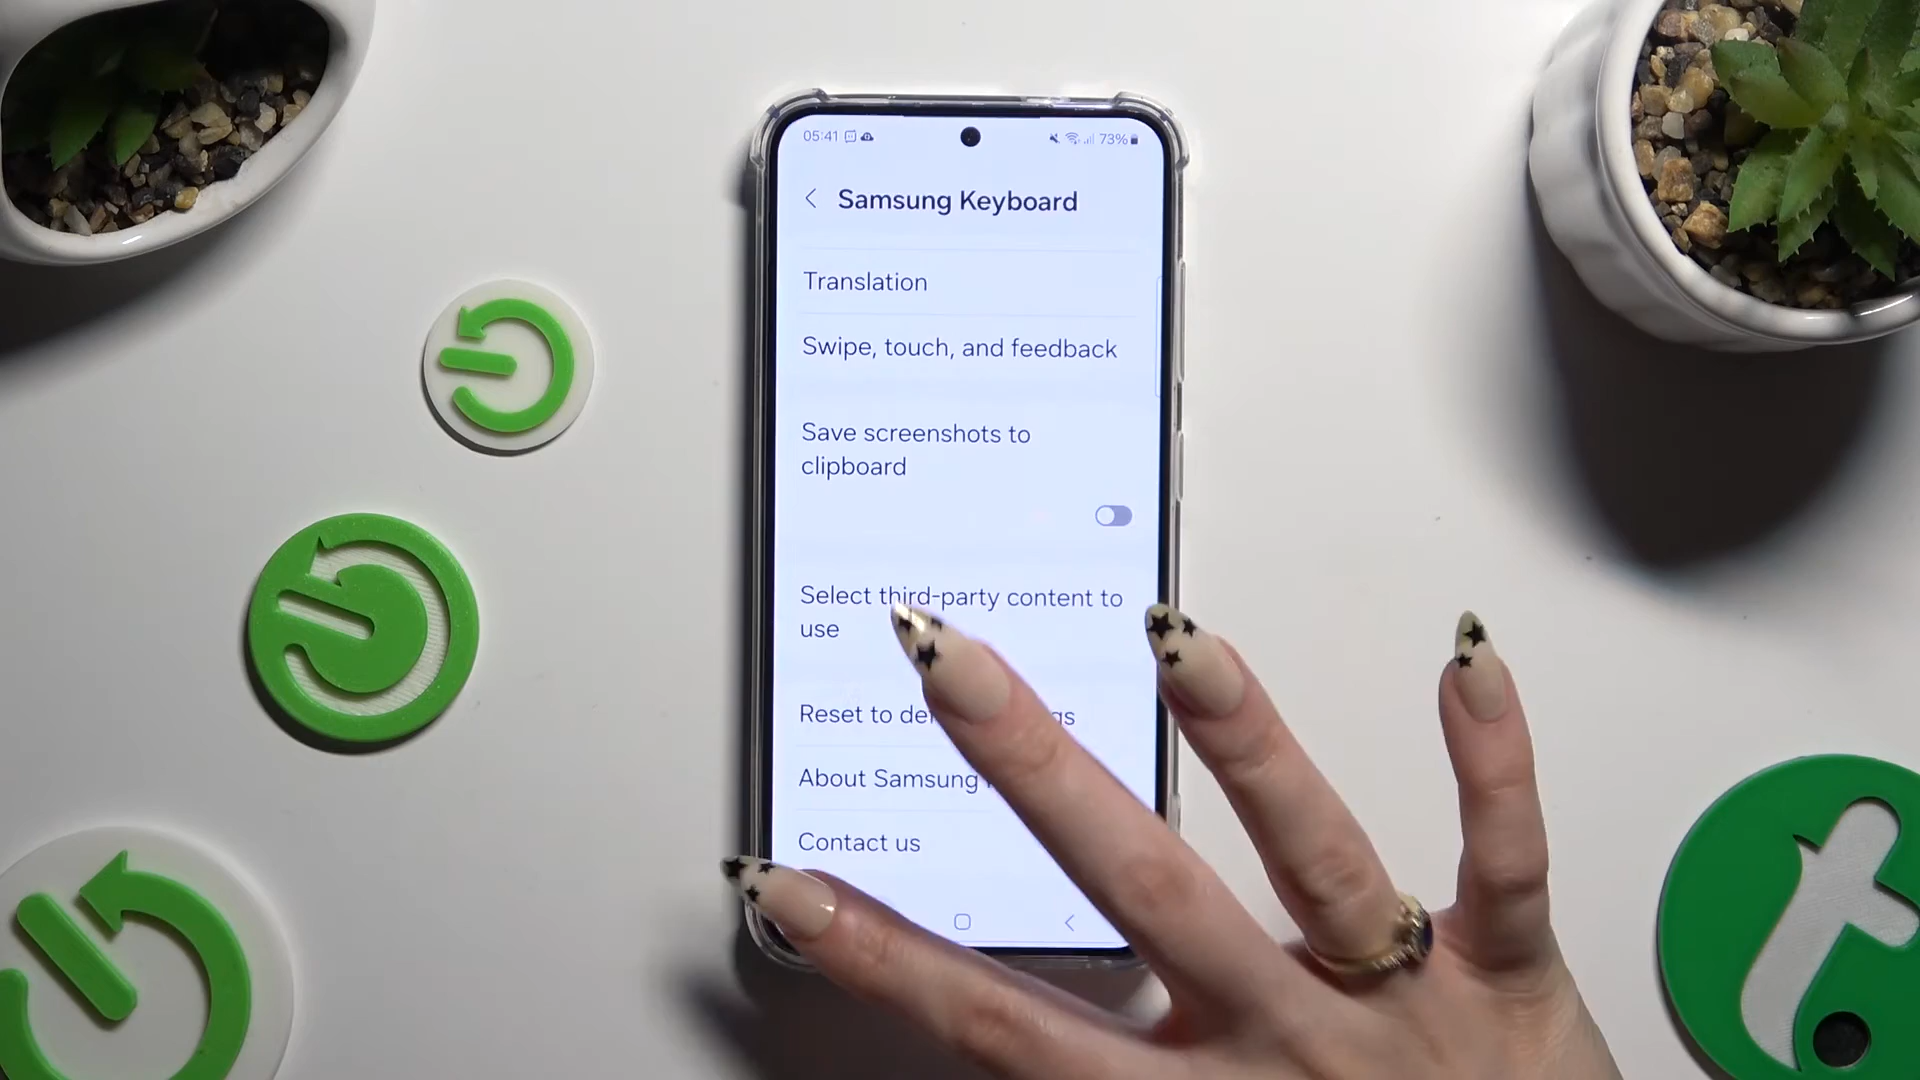 05:41
73%
Samsung Keyboard
Translation
Swipe, touch, and feedback
Save screenshots to
clipboard
Select third-party content to
use
Reset to
About Samsung
Contact us